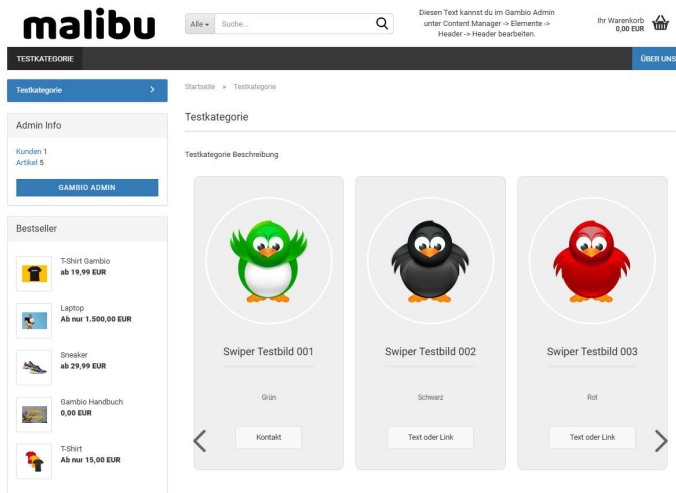 malibu
Alle
Suche...
Diesen Text kannst du im Gambio Admin
unter Content Manager -> Elemente ->
Header -> Header bearbeiten.
Ihr Warenkorb
0,00 EUR
TESTKATEGORIE
ÜBER UNS
Testkategorie
Startseite » Testkategorie
Admin Info
Kunden 1
Artikel 5
GAMBIO ADMIN
Bestseller
T-Shirt Gambio
ab 19,99 EUR
Laptop
Ab nur 1.500,00 EUR
Sneaker
ab 29,99 EUR
Gambio Handbuch
0,00 EUR
T-Shirt
Ab nur 15,00 EUR
Testkategorie
Testkategorie Beschreibung
Swiper Testbild 001
Grün
Kontakt
Swiper Testbild 002
Schwarz
Text oder Link
Swiper Testbild 003
Rot
Text oder Link